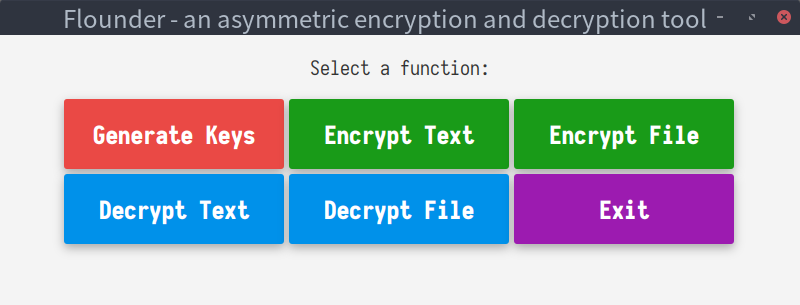 Flounder - an asymmetric encryption and decryption tool
Select a function:
Generate Keys Encrypt Text Encrypt File
Decrypt Text Decrypt File Exit